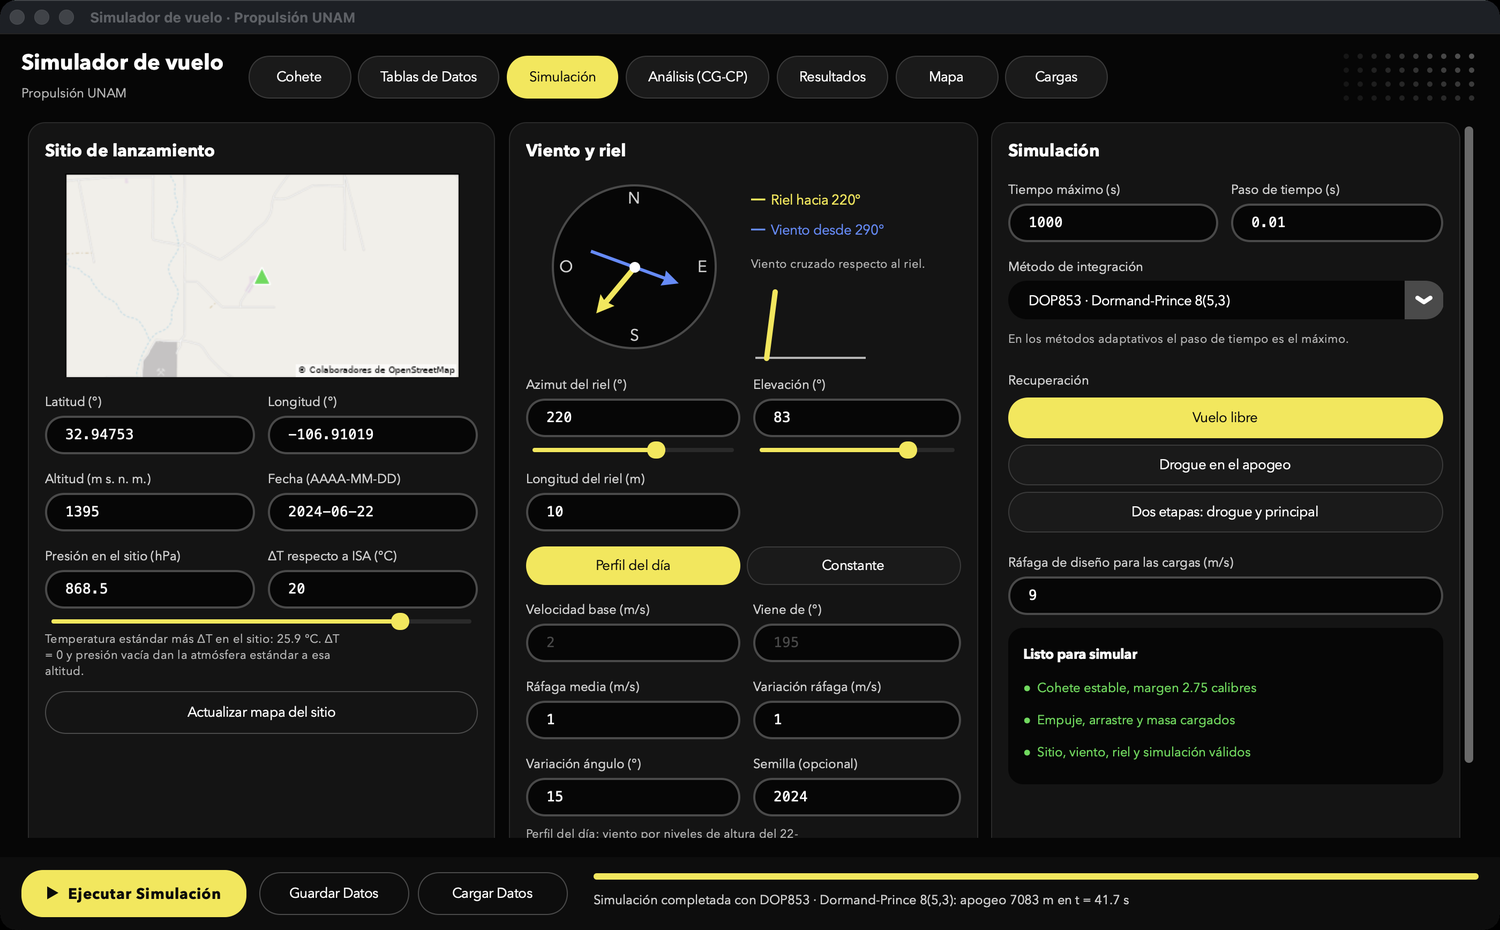 Simulador de vuelo · Propulsión UNAM
Simulador de vuelo
Propulsión UNAM
Cohete
Tablas de Datos
Simulación
Análisis (CG-CP)
Resultados
Mapa
Cargas
Sitio de lanzamiento
© Colaboradores de OpenStreetMap
Latitud (°)
Longitud (°)
32.94753
-106.91019
Altitud (m s. n. m.)
Fecha (AAAA-MM-DD)
1395
2024-06-22
Presión en el sitio (hPa)
ΔT respecto a ISA (°C)
868.5
20
Temperatura estándar más ΔT en el sitio: 25.9 °C. ΔT
= 0 y presión vacía dan la atmósfera estándar a esa
altitud.
Actualizar mapa del sitio
Viento y riel
N
O
E
S
Riel hacia 220°
Viento desde 290°
Viento cruzado respecto al riel.
Azimut del riel (°)
Elevación (°)
220
83
Longitud del riel (m)
10
Perfil del día
Constante
Velocidad base (m/s)
Viene de (°)
2
195
Ráfaga media (m/s)
Variación ráfaga (m/s)
1
1
Variación ángulo (°)
Semilla (opcional)
15
2024
Perfil del día: viento por niveles de altura del 22-
Simulación
Tiempo máximo (s)
Paso de tiempo (s)
1000
0.01
Método de integración
DOP853 · Dormand-Prince 8(5,3)
En los métodos adaptativos el paso de tiempo es el máximo.
Recuperación
Vuelo libre
Drogue en el apogeo
Dos etapas: drogue y principal
Ráfaga de diseño para las cargas (m/s)
9
Listo para simular
Cohete estable, margen 2.75 calibres
Empuje, arrastre y masa cargados
Sitio, viento, riel y simulación válidos
Ejecutar Simulación
Guardar Datos
Cargar Datos
Simulación completada con DOP853 · Dormand-Prince 8(5,3): apogeo 7083 m en t = 41.7 s